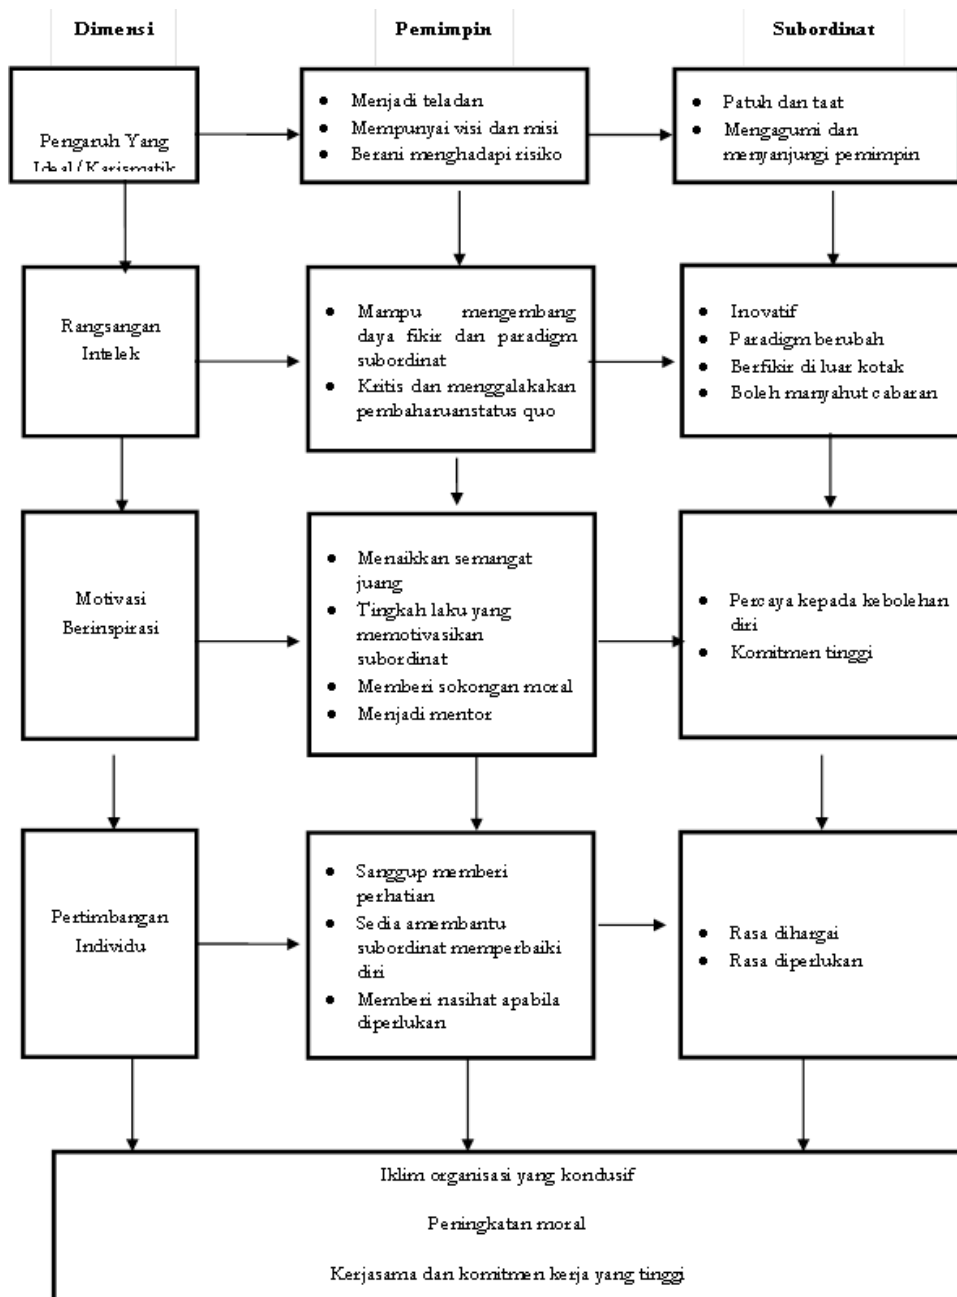 Dimensi
Pemimpin
Subordinat
Pengaruh Yang
Ideal/ Karismatik
● Menjadi teladan
● Mempunyai visi dan misi
● Berani menghadapi risiko
● Patuh dan taat
● Mengagumi dan
menyanjungi pemimpin
Rangsangan
Intelek
● Mampu mengembang
daya fikir dan paradigm
subordinat
● Kritis dan menggalakakan
pembaharuanstatus quo
● Inovatif
● Paradigm berubah
● Berfikir di luar kotak
● Boleh manyahut cabaran
Motivasi
Berinspirasi
● Menaikkan semangat
juang
● Tingkah laku yang
memotivasikan
subordinat
● Memberi sokongan moral
● Menjadi mentor
● Percaya kepada kebolehan
diri
● Komitmen tinggi
Pertimbangan
Individu
● Sanggup memberi
perhatian
● Sedia amembantu
subordinat memperbaiki
diri
● Memberi nasihat apabila
diperlukan
● Rasa dihargai
● Rasa diperlukan
Iklim organisasi yang kondusif
Peningkatan moral
Kerjasama dan komitmen kerja yang tinggi